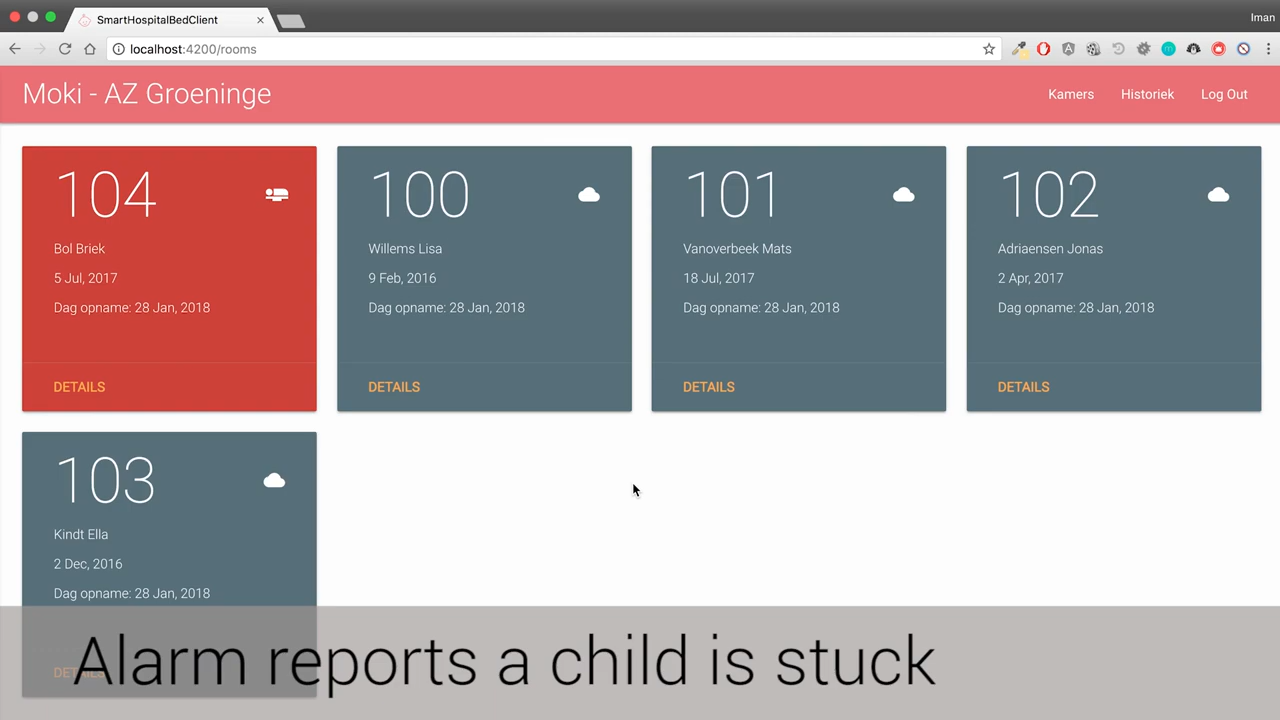 SmartHospitalBedClient
Iman
localhost:4200/rooms
Moki - AZ Groeninge
Kamers
Historiek
Log Out
104
Bol Briek
5 Jul, 2017
Dag opname: 28 Jan, 2018
DETAILS
100
Willems Lisa
9 Feb, 2016
Dag opname: 28 Jan, 2018
DETAILS
101
Vanoverbeek Mats
18 Jul, 2017
Dag opname: 28 Jan, 2018
DETAILS
102
Adriaensen Jonas
2 Apr, 2017
Dag opname: 28 Jan, 2018
DETAILS
103
Kindt Ella
2 Dec, 2016
Dag opname: 28 Jan, 2018
DETAILS
Alarm reports a child is stuck